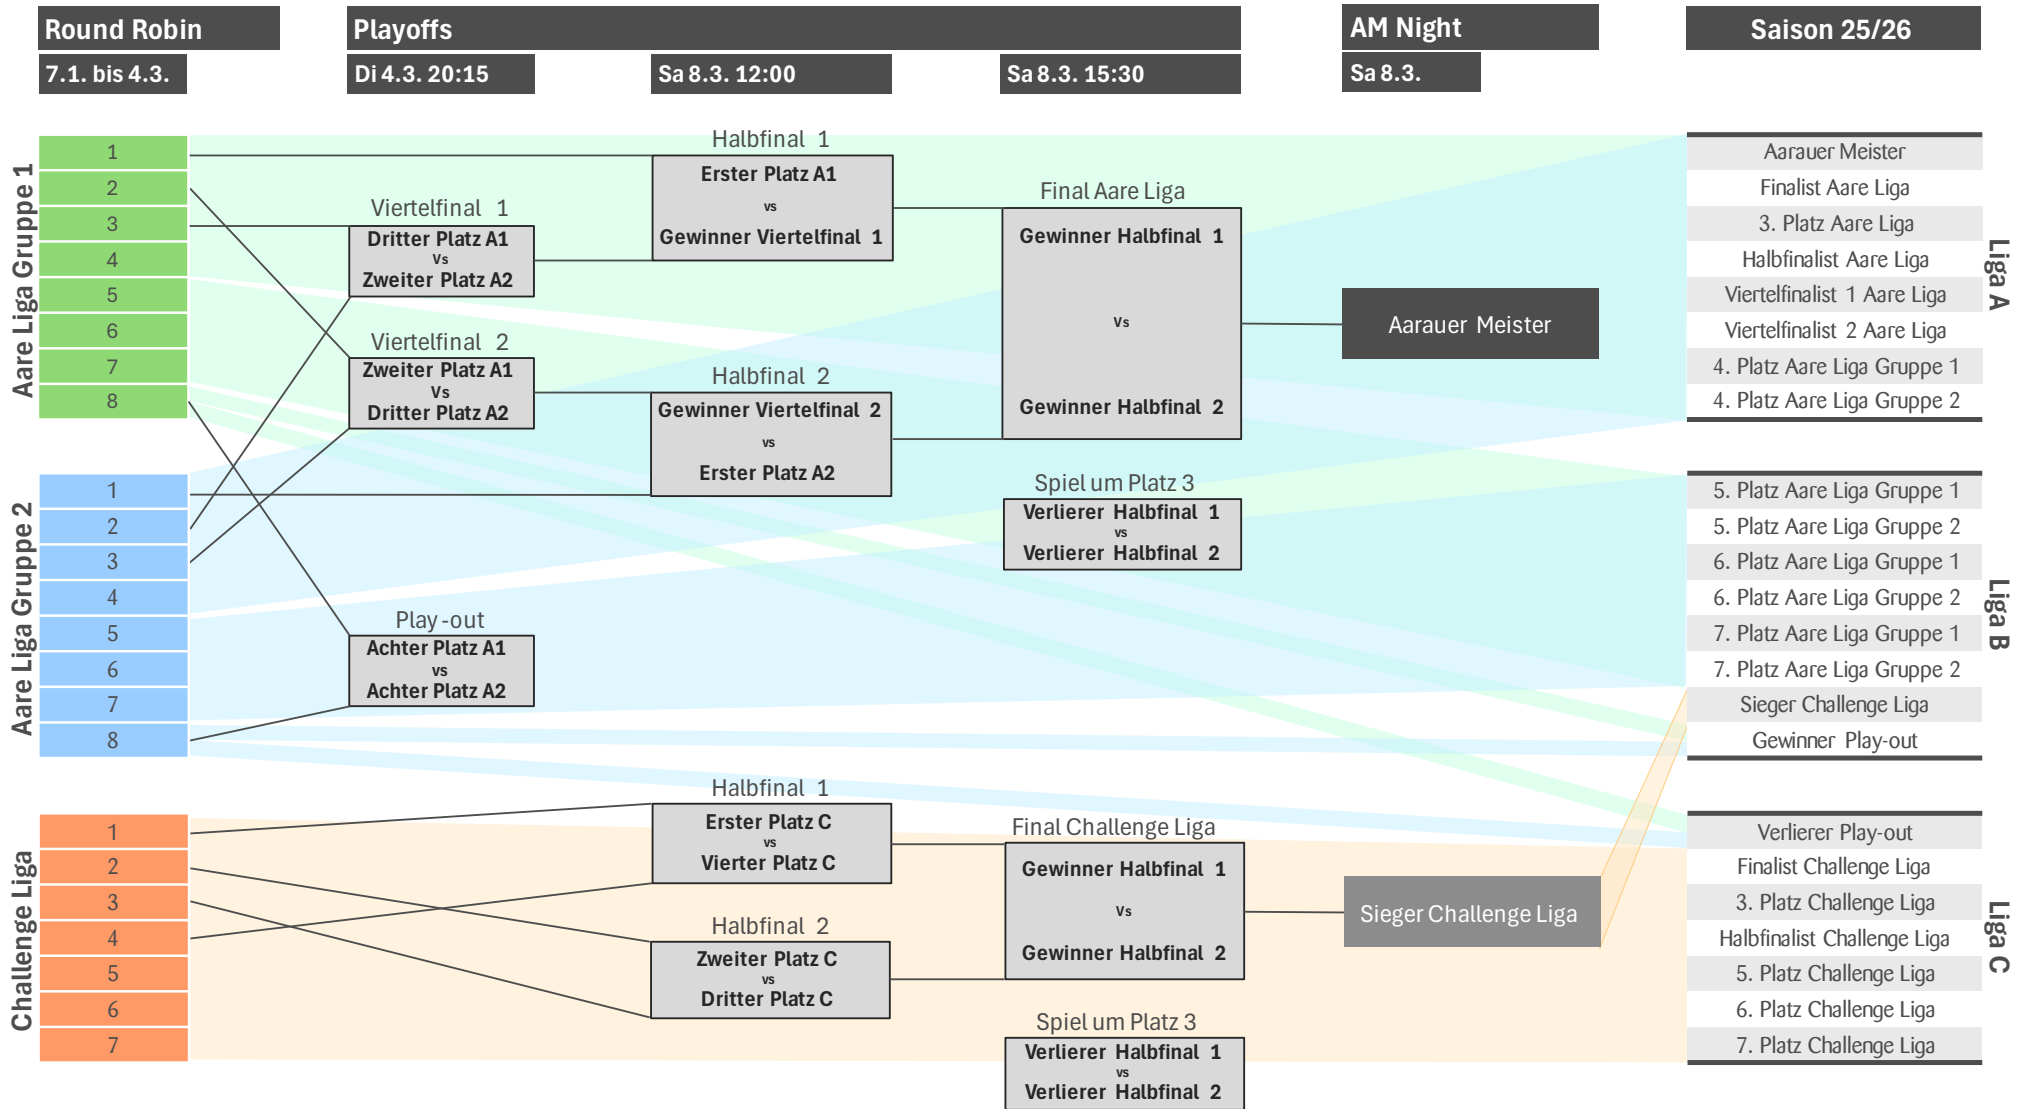 Round Robin
Playoffs
AM Night
Saison 25/26
7.1. bis 4.3.
Di 4.3. 20:15
Sa 8.3. 12:00
Sa 8.3. 15:30
Sa 8.3.
Aare Liga Gruppe 1
1
2
3
4
5
6
7
8
Aare Liga Gruppe 2
1
2
3
4
5
6
7
8
Challenge Liga
1
2
3
4
5
6
7
Viertelfinal 1
Dritter Platz A1
Vs
Zweiter Platz A2
Viertelfinal 2
Zweiter Platz A1
Vs
Dritter Platz A2
Play-out
Achter Platz A1
vs
Achter Platz A2
Halbfinal 1
Erster Platz A1
vs
Gewinner Viertelfinal 1
Halbfinal 2
Gewinner Viertelfinal 2
vs
Erster Platz A2
Halbfinal 1
Erster Platz C
vs
Vierter Platz C
Halbfinal 2
Zweiter Platz C
vs
Dritter Platz C
Final Aare Liga
Gewinner Halbfinal 1
Vs
Gewinner Halbfinal 2
Spiel um Platz 3
Verlierer Halbfinal 1
vs
Verlierer Halbfinal 2
Final Challenge Liga
Gewinner Halbfinal 1
Vs
Gewinner Halbfinal 2
Spiel um Platz 3
Verlierer Halbfinal 1
vs
Verlierer Halbfinal 2
Aarauer Meister
Sieger Challenge Liga
Aarauer Meister
Finalist Aare Liga
3. Platz Aare Liga
Halbfinalist Aare Liga
Viertelfinalist 1 Aare Liga
Viertelfinalist 2 Aare Liga
4. Platz Aare Liga Gruppe 1
4. Platz Aare Liga Gruppe 2
Liga A
5. Platz Aare Liga Gruppe 1
5. Platz Aare Liga Gruppe 2
6. Platz Aare Liga Gruppe 1
6. Platz Aare Liga Gruppe 2
7. Platz Aare Liga Gruppe 1
7. Platz Aare Liga Gruppe 2
Sieger Challenge Liga
Gewinner Play-out
Liga B
Verlierer Play-out
Finalist Challenge Liga
3. Platz Challenge Liga
Halbfinalist Challenge Liga
5. Platz Challenge Liga
6. Platz Challenge Liga
7. Platz Challenge Liga
Liga C